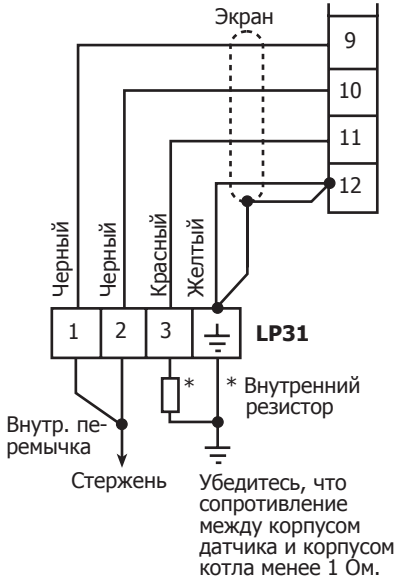 Экран
9
10
11
12
Черный
Черный
Красный
Желтый
1
2
3
LP31
*
* Внутренний
резистор
Внутр. пе-
ремычка
Стержень
Убедитесь, что
сопротивление
между корпусом
датчика и корпусом
котла менее 1 Ом.